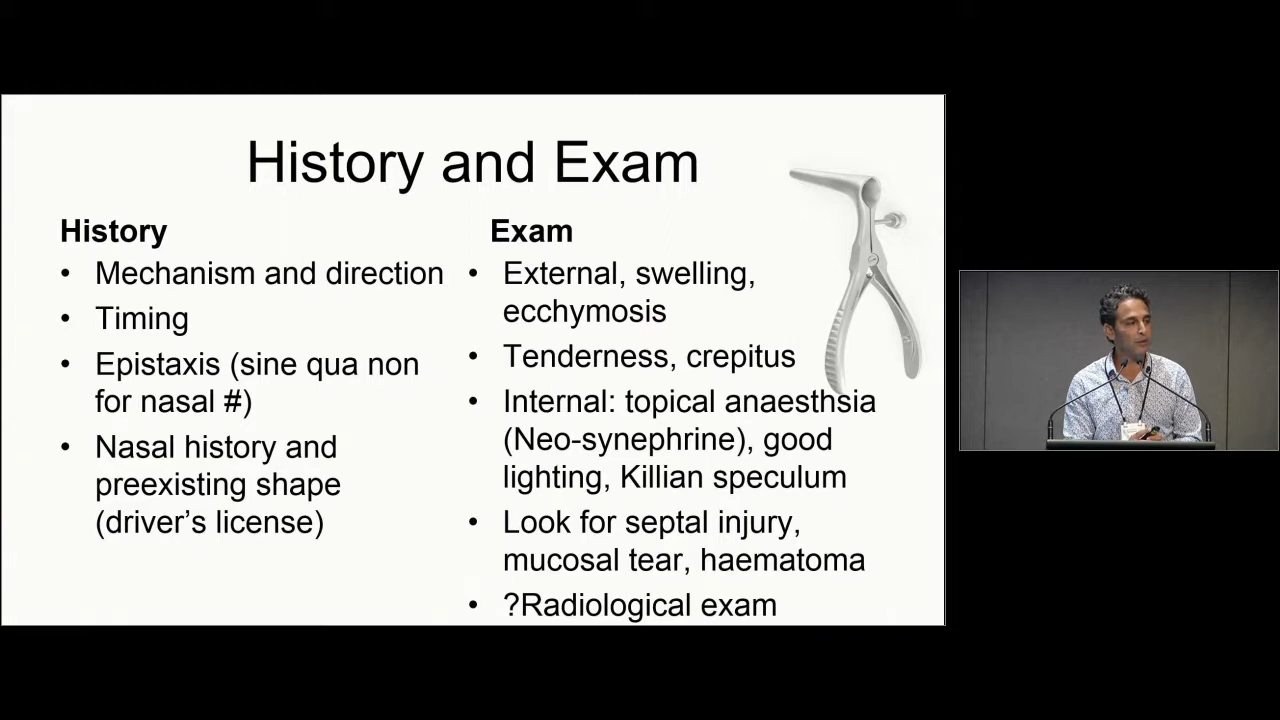 History and Exam
History
• Mechanism and direction
• Timing
• Epistaxis (sine qua non
for nasal #)
• Nasal history and
preexisting shape
(driver’s license)
Exam
• External, swelling,
ecchymosis
• Tenderness, crepitus
• Internal: topical anaesthsia
(Neo-synephrine), good
lighting, Killian speculum
• Look for septal injury,
mucosal tear, haematoma
• ?Radiological exam